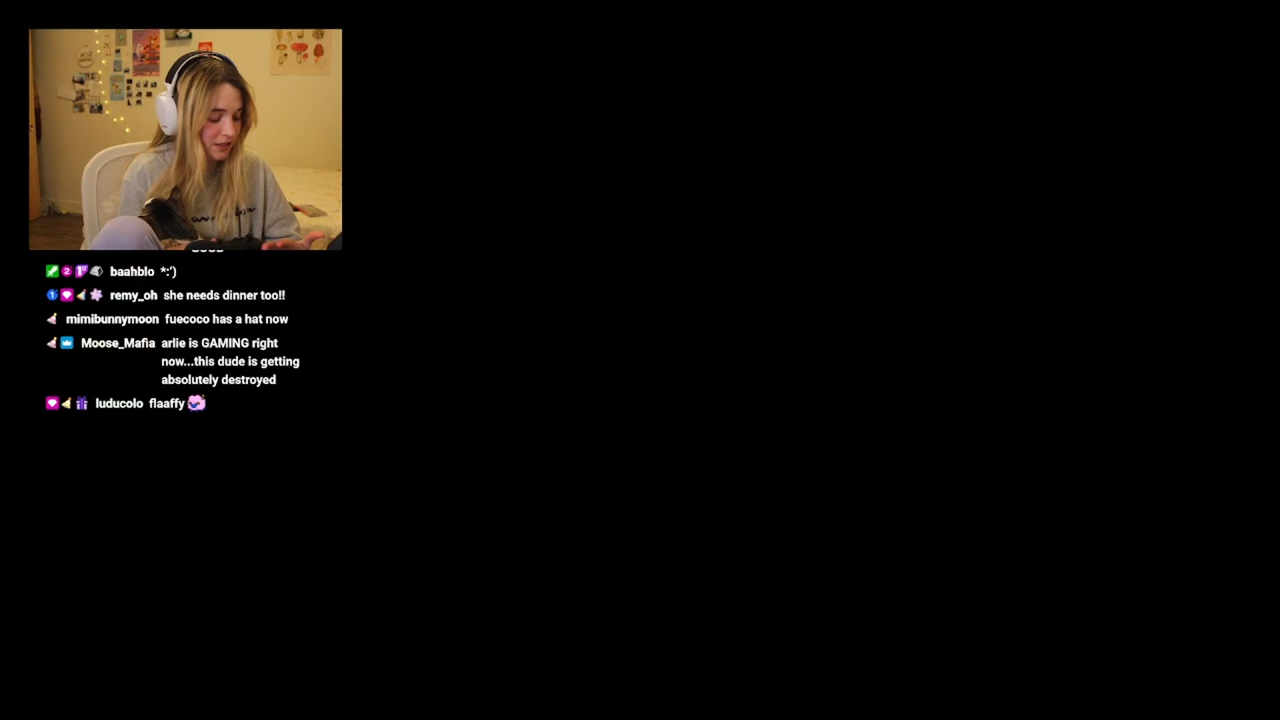 GOOD
baahblo *:')
remy_oh she needs dinner too!!
mimibunnymoon fuecoco has a hat now
Moose_Mafia arlie is GAMING right
now...this dude is getting
absolutely destroyed
luducolo flaaffy